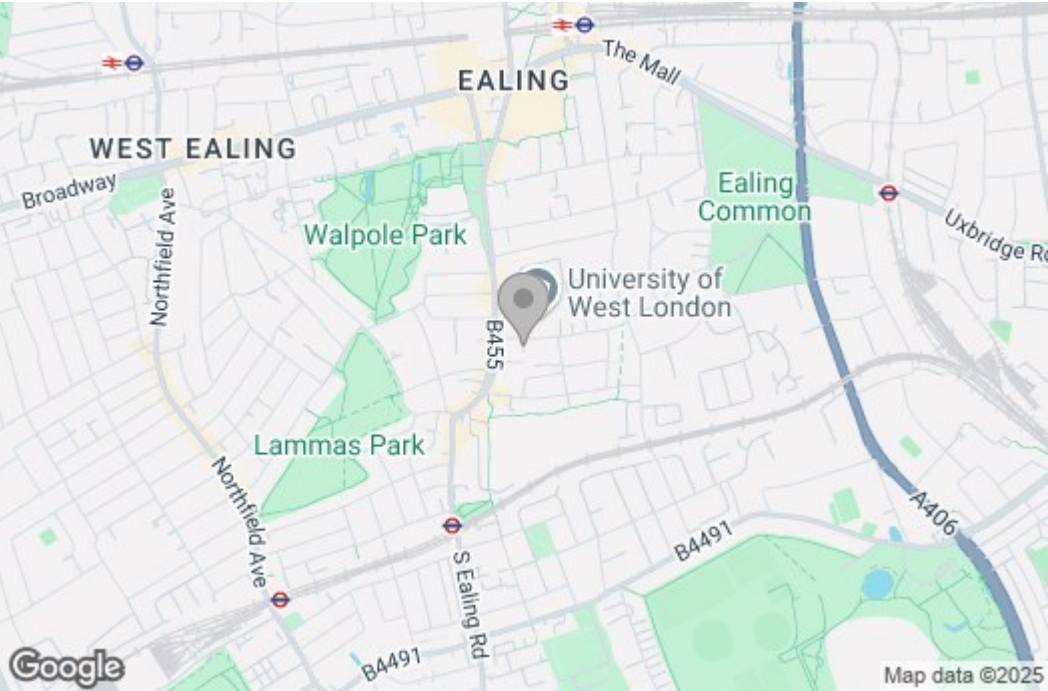 The Mall
EALING
WEST EALING
Broadway
Northfield Ave
Walpole Park
Ealing
Common
Uxbridge Ro
University of
West London
B455
Lammas Park
Northfield Ave
A406
B4491
S Ealing Rd
B4491
Google
Map data ©2025